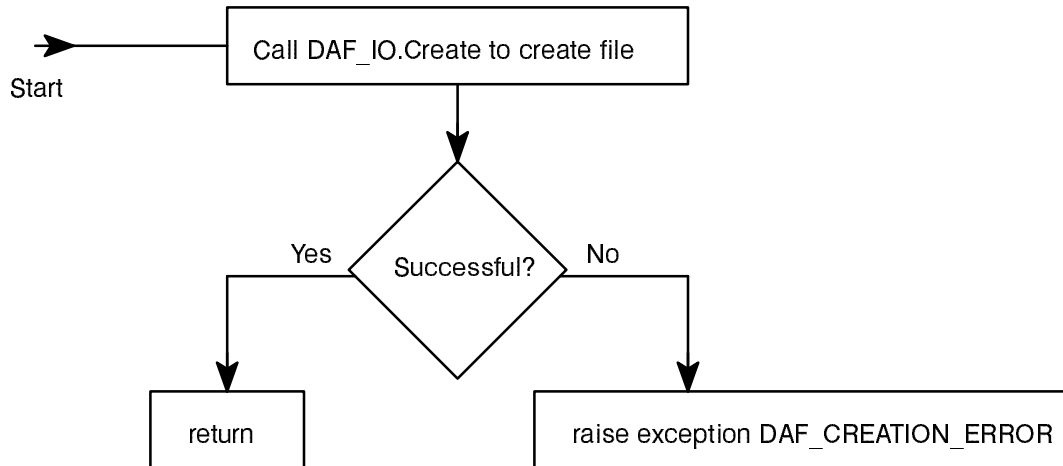 Call DAF_IO.Create to create file
Start
Yes
Successful?
No
return
raise exception DAF_CREATION_ERROR